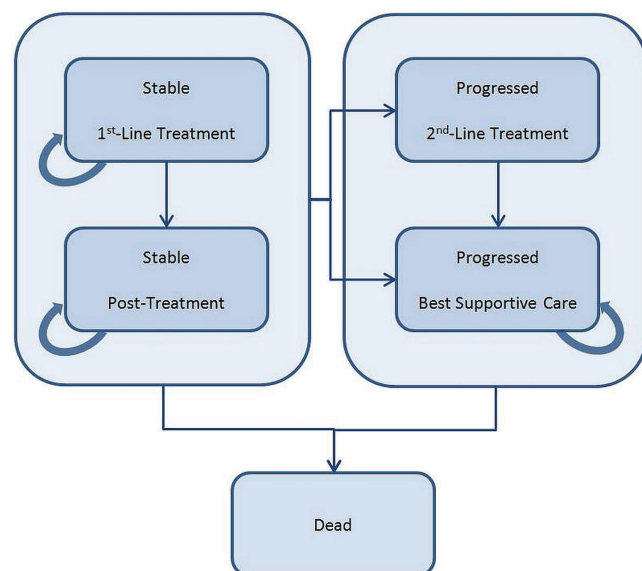 Stable
1st-Line Treatment
Stable
Post-Treatment
Progressed
2nd-Line Treatment
Progressed
Best Supportive Care
Dead